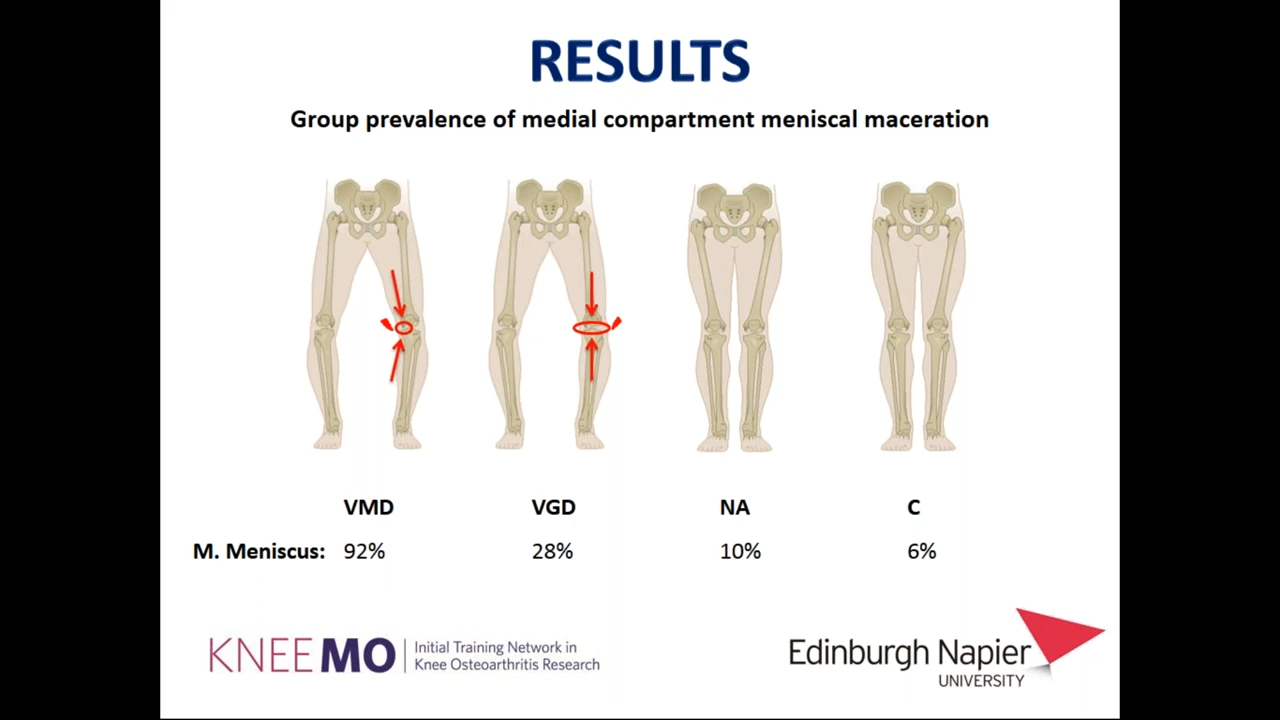 RESULTS
Group prevalence of medial compartment meniscal maceration
VMD VGD NA C
M. Meniscus: 92% 28% 10% 6%
KNEEMO Initial Training Network in
Knee Osteoarthritis Research
Edinburgh Napier
UNIVERSITY